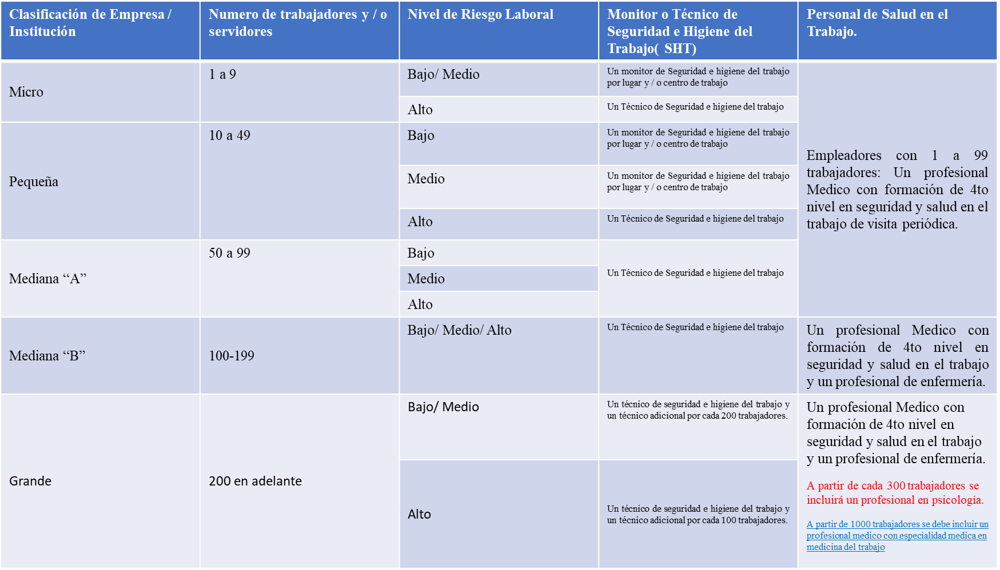 Clasificación de Empresa /
Institución
Numero de trabajadores y / o
servidores
Nivel de Riesgo Laboral
Monitor o Técnico de
Seguridad e Higiene del
Trabajo( SHT)
Personal de Salud en el
Trabajo.
Micro
1 a 9
Bajo/ Medio
Un monitor de Seguridad e higiene del trabajo
por lugar y / o centro de trabajo
Alto
Un Técnico de Seguridad e higiene del trabajo
Empleadores con 1 a 99
trabajadores: Un profesional
Medico con formación de 4to
nivel en seguridad y salud en el
trabajo de visita periódica.
Pequeña
10 a 49
Bajo
Un monitor de Seguridad e higiene del trabajo
por lugar y / o centro de trabajo
Medio
Un monitor de Seguridad e higiene del trabajo
por lugar y / o centro de trabajo
Alto
Un Técnico de Seguridad e higiene del trabajo
Mediana “A”
50 a 99
Bajo
Medio
Alto
Un Técnico de Seguridad e higiene del trabajo
Mediana “B”
100-199
Bajo/ Medio/ Alto
Un Técnico de Seguridad e higiene del trabajo
Un profesional Medico con
formación de 4to nivel en
seguridad y salud en el trabajo
y un profesional de enfermería.
Grande
200 en adelante
Bajo/ Medio
Un técnico de seguridad e higiene del trabajo y
un técnico adicional por cada 200 trabajadores.
Alto
Un técnico de seguridad e higiene del trabajo y
un técnico adicional por cada 100 trabajadores.
Un profesional Medico con
formación de 4to nivel en
seguridad y salud en el trabajo
y un profesional de enfermería.
A partir de cada 300 trabajadores se
incluirá un profesional en psicología.
A partir de 1000 trabajadores se debe incluir un
profesional medico con especialidad medica en
medicina del trabajo